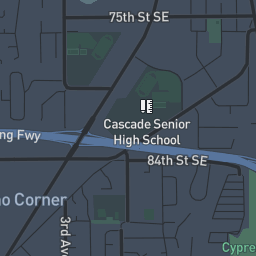 75th St SE
Cascade Senior
High School
ng Fwy
84th St SE
o Corner
3rd Av
Cypre